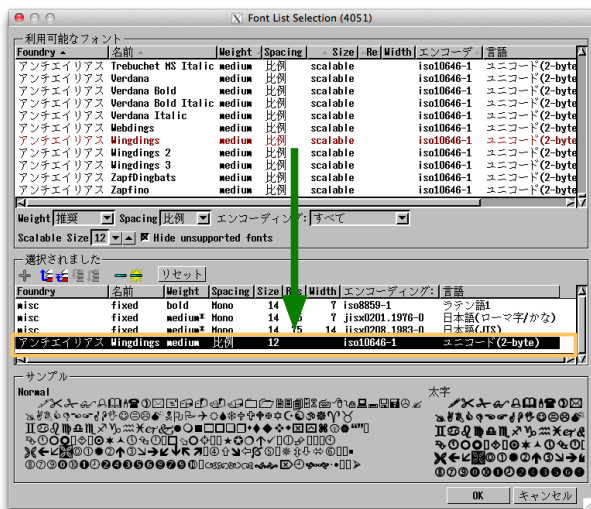 Font List Selection (4051)
利用可能なフォント
Foundry 名前 Weight Spacing Size Re Width エンコーデ 言語
アンチエイリアス Trebuchet MS Italic medium 比例 scalable iso10646-1 ユニコード(2-byte
アンチエイリアス Verdana medium 比例 scalable iso10646-1 ユニコード(2-byte
アンチエイリアス Verdana Bold medium 比例 scalable iso10646-1 ユニコード(2-byte
アンチエイリアス Verdana Bold Italic medium 比例 scalable iso10646-1 ユニコード(2-byte
アンチエイリアス Verdana Italic medium 比例 scalable iso10646-1 ユニコード(2-byte
アンチエイリアス Webdings medium 比例 scalable iso10646-1 ユニコード(2-byte
アンチエイリアス Wingdings medium 比例 scalable iso10646-1 ユニコード(2-byte
アンチエイリアス Wingdings 2 medium 比例 scalable iso10646-1 ユニコード(2-byte
アンチエイリアス Wingdings 3 medium 比例 scalable iso10646-1 ユニコード(2-byte
アンチエイリアス ZapfDingbats medium 比例 scalable iso10646-1 ユニコード(2-byte
アンチエイリアス Zapfino medium 比例 scalable iso10646-1 ユニコード(2-byte
Weight 推奨 Spacing 比例 エンコーディング: すべて
Scalable Size 12 Hide unsupported fonts
選択されました
リセット
Foundry 名前 Weight Spacing Size Res Width エンコーディング: 言語
misc fixed bold Mono 14 7 iso8859-1 ラテン語1
misc fixed medium* Mono 14 7 jisx0201.1976-0 日本語(ローマ字/かな)
misc fixed medium* Mono 14 75 14 jisx0208.1983-0 日本語(JIS)
アンチエイリアス Wingdings medium 比例 12 iso10646-1 ユニコード(2-byte)
サンプル
Normal 太字
OK キャンセル